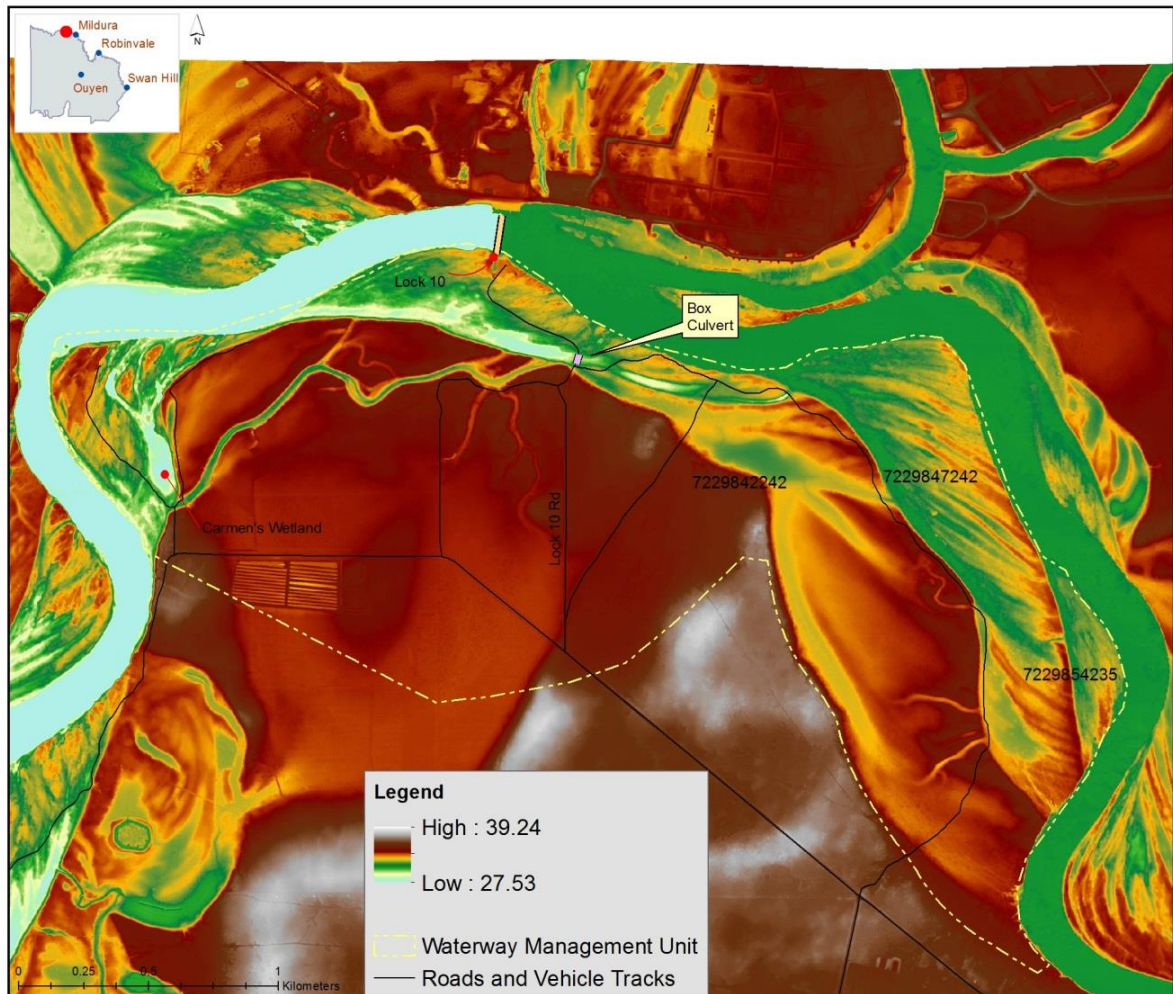 Mildura
Robinvale
Swan Hill
Ouyen
N
Lock 10
Box
Culvert
7229842242
7229847242
Carmen's Wetland
Lock 10 Rd
7229854235
Legend
High : 39.24
Low : 27.53
Waterway Management Unit
Roads and Vehicle Tracks
0 0.25 0.5 1
Kilometers